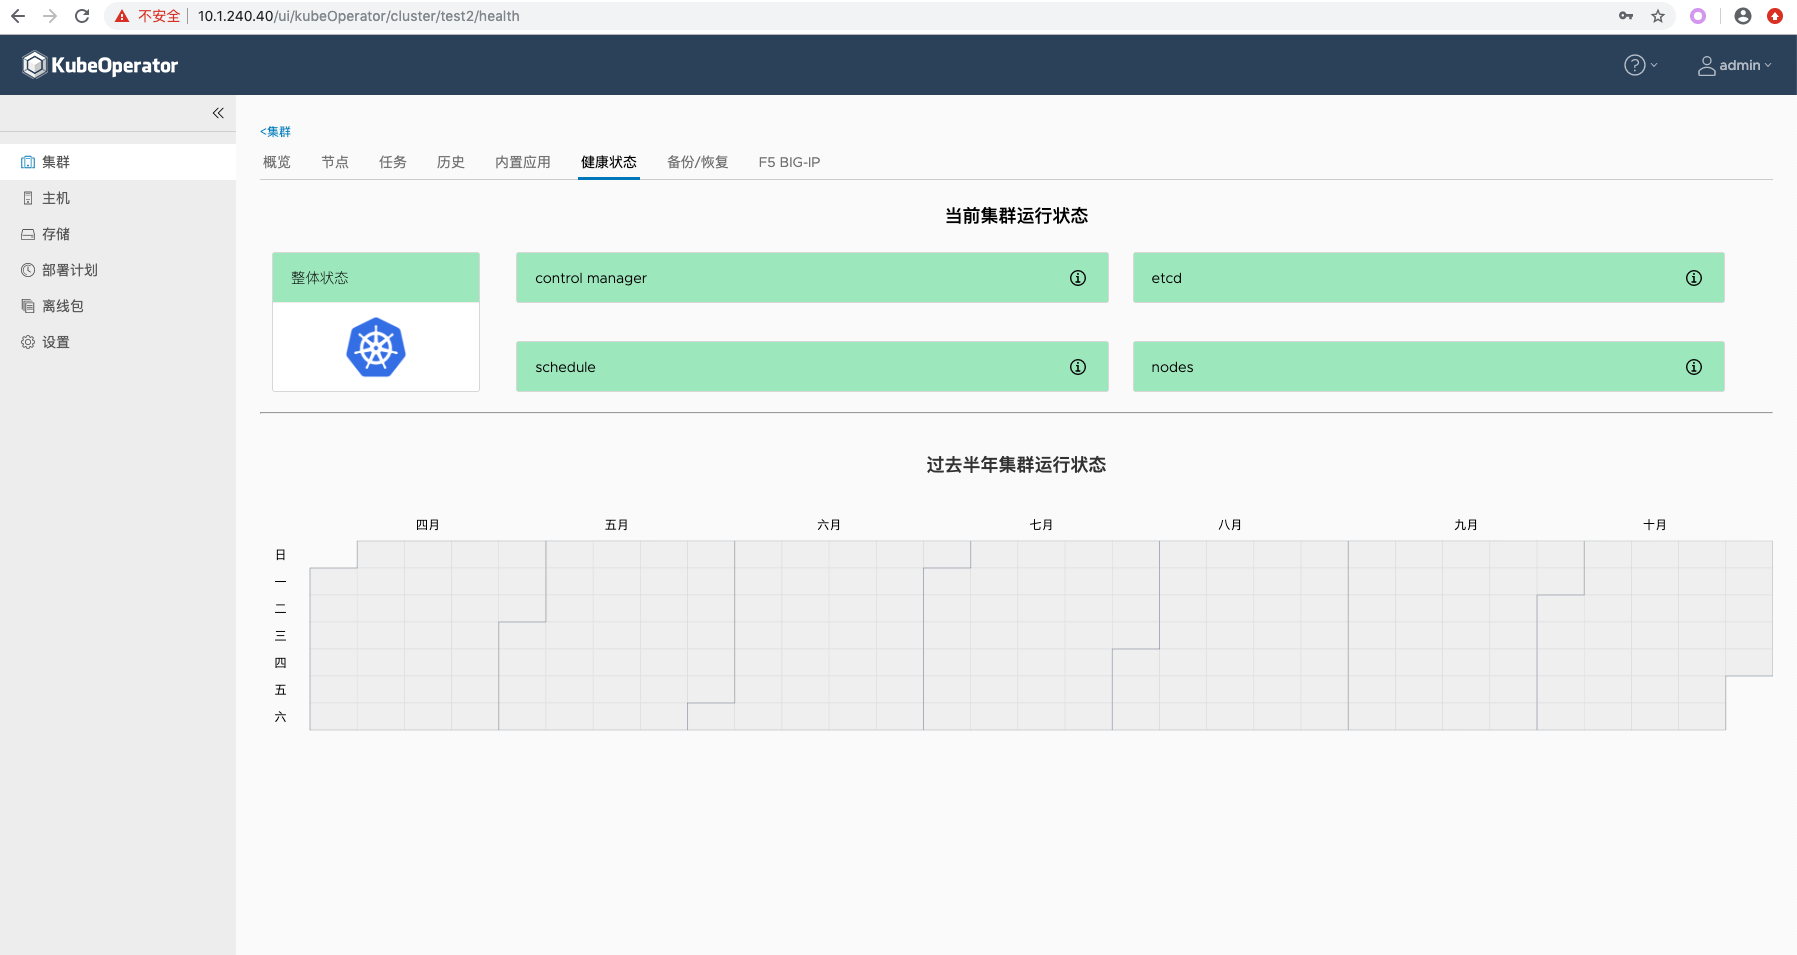 不安全 10.1.240.40/ui/kubeOperator/cluster/test2/health
KubeOperator
? admin
<集群
集群
主机
存储
部署计划
离线包
设置
概览 节点 任务 历史 内置应用 健康状态 备份/恢复 F5 BIG-IP
当前集群运行状态
整体状态
control manager
etcd
schedule
nodes
过去半年集群运行状态
四月 五月 六月 七月 八月 九月 十月
日
一
二
三
四
五
六